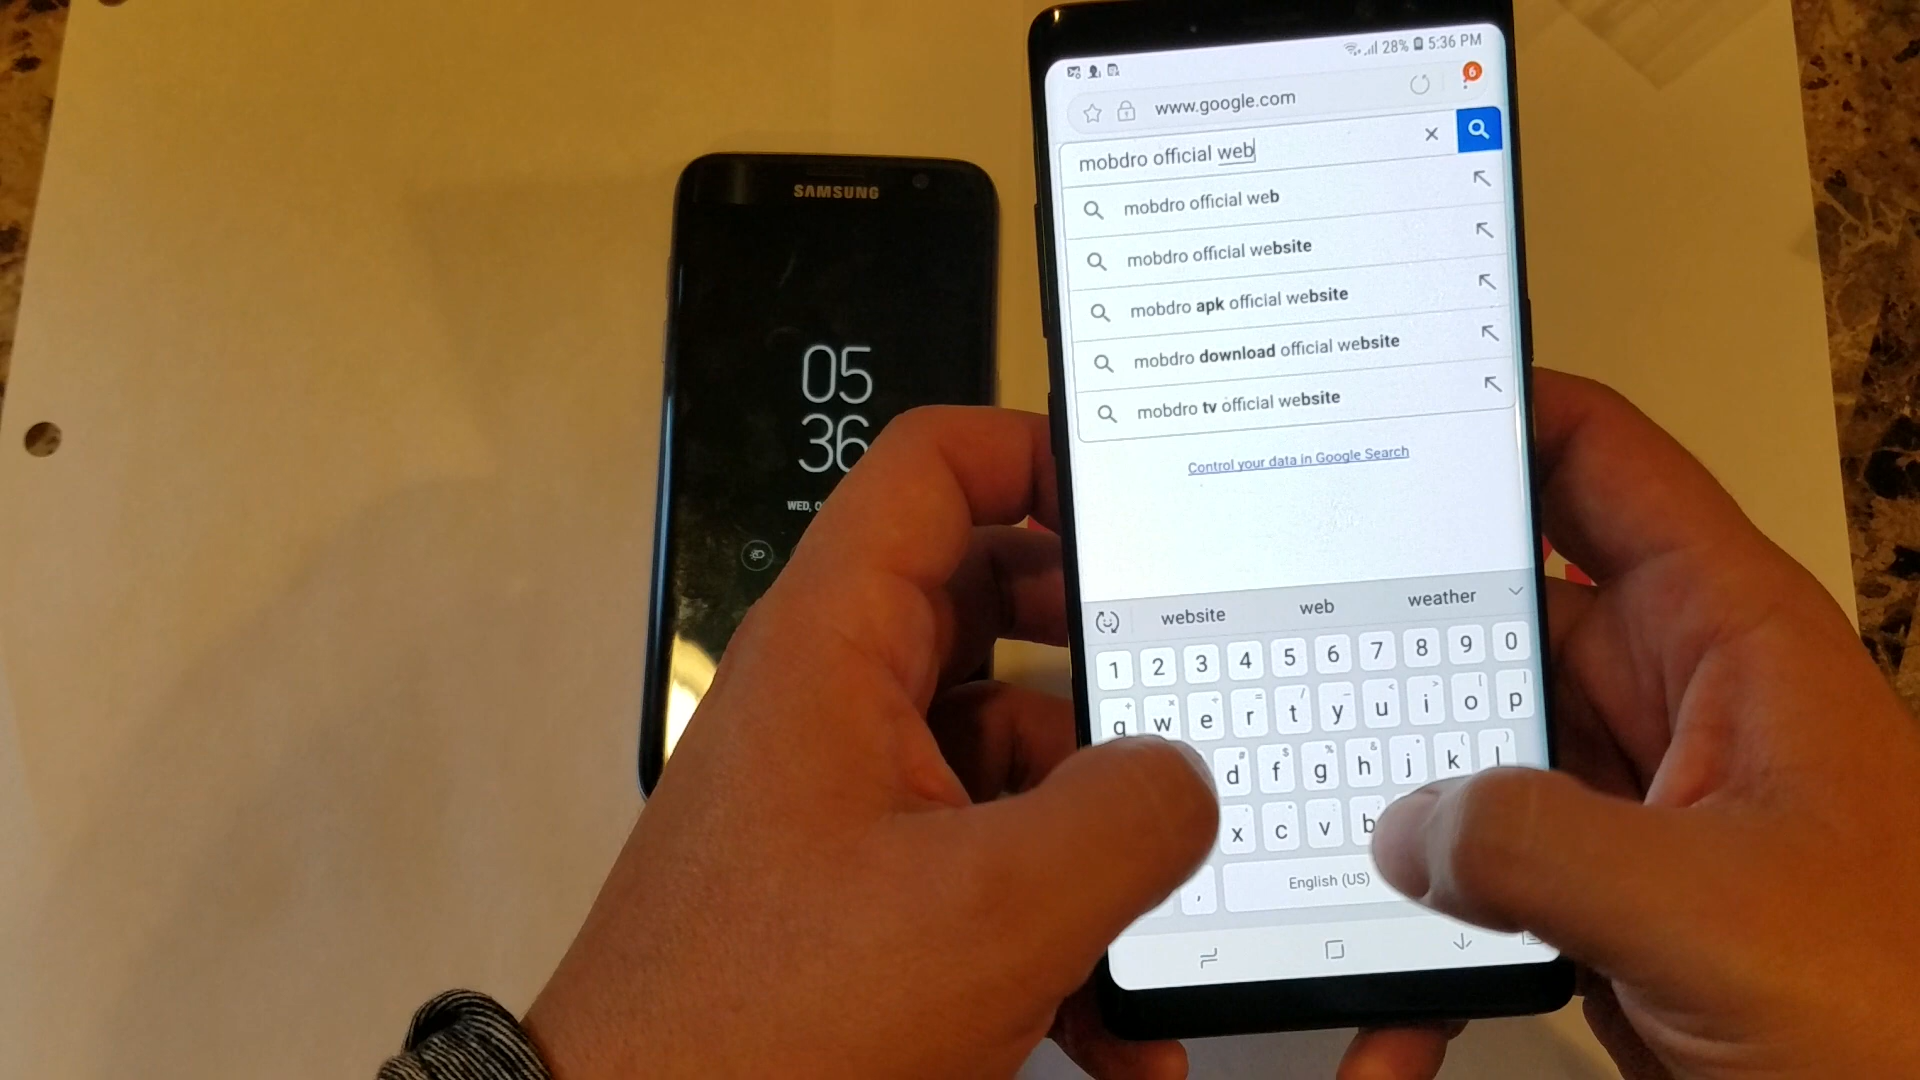 SAMSUNG
05
36
WED, O
28% 5:36 PM
www.google.com
6
mobdro official web
mobdro official web
mobdro official website
mobdro apk official website
mobdro download official website
mobdro tv official website
Control your data in Google Search
website web weather
1 2 3 4 5 6 7 8 9 0
q w e r t y u i o p
d f g h j k l
x c v b
, English (US)